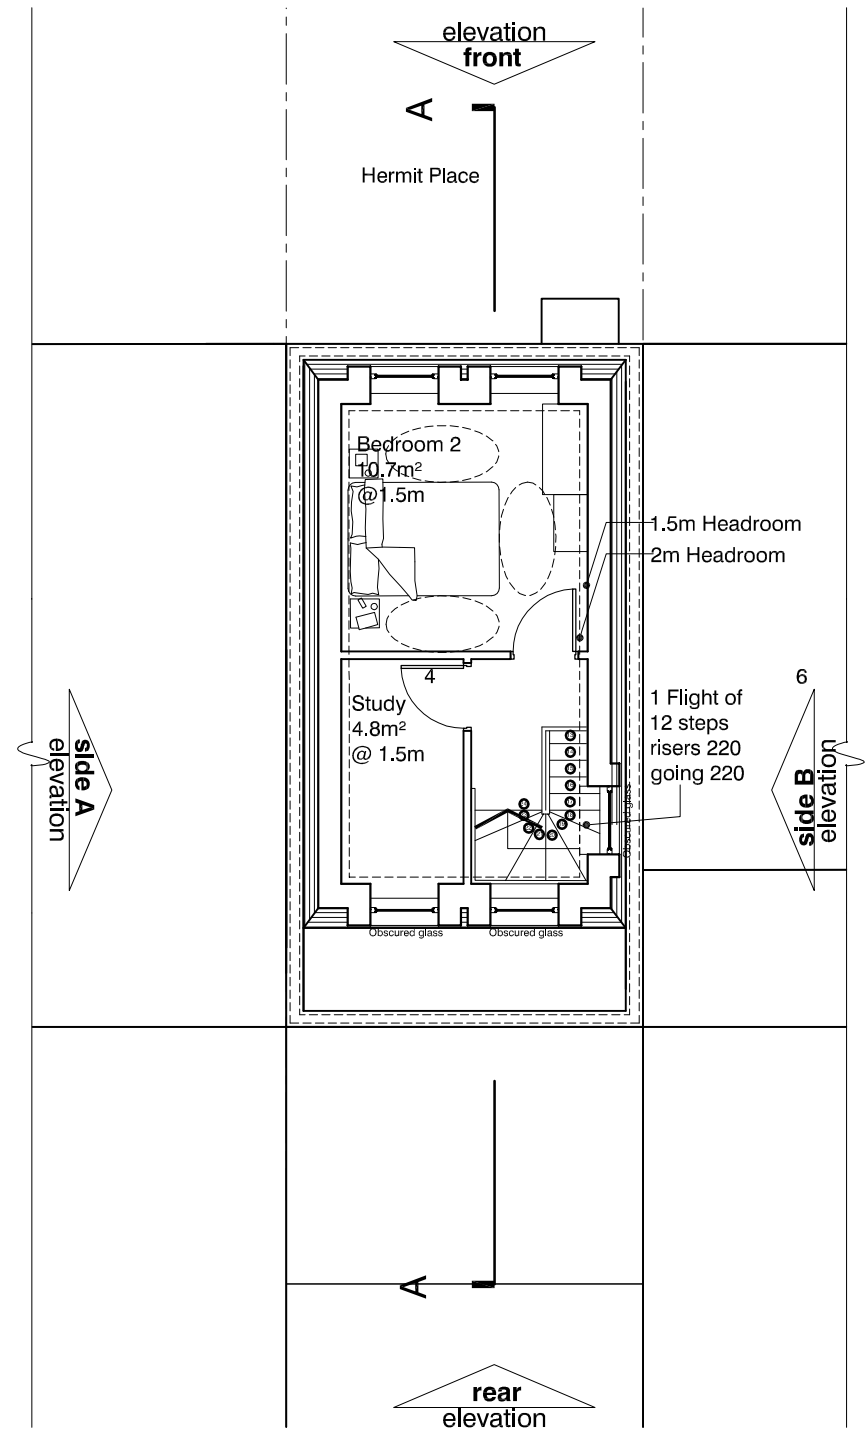 elevation
front
A
Hermit Place
Bedroom 2
10.7m²
@1.5m
1.5m Headroom
2m Headroom
4
Study
4.8m²
@ 1.5m
6
1 Flight of
12 steps
risers 220
going 220
side A
elevation
side B
elevation
Obscured glass
Obscured glass
Obscured glass
A
rear
elevation